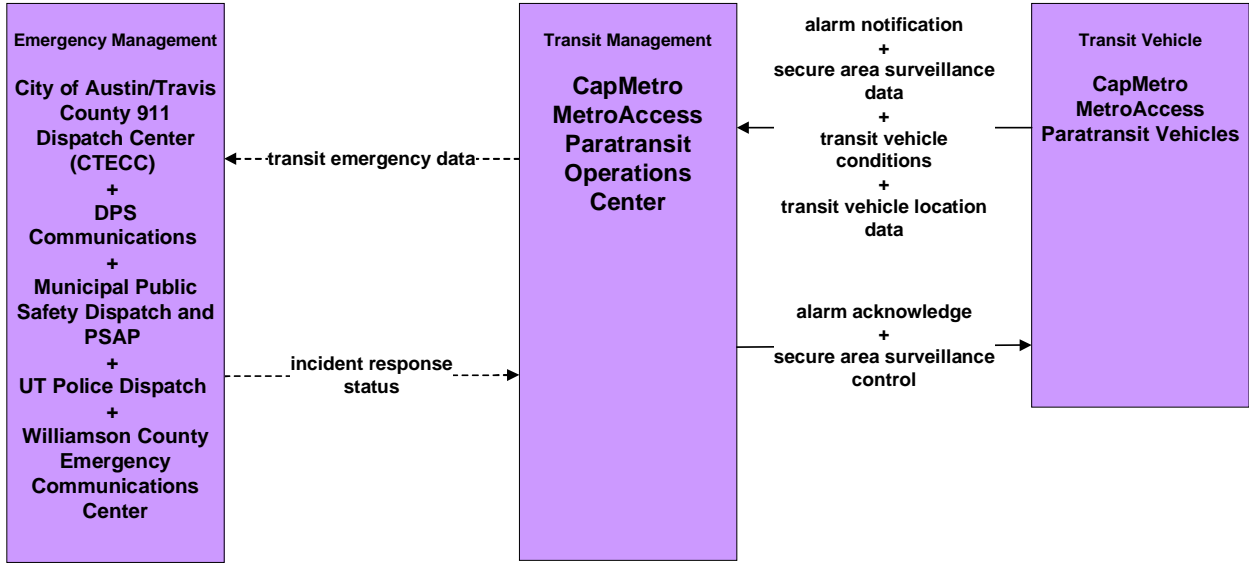 Emergency Management
City of Austin/Travis
County 911
Dispatch Center
(CTECC)
+
DPS
Communications
+
Municipal Public
Safety Dispatch and
PSAP
+
UT Police Dispatch
+
Williamson County
Emergency
Communications
Center
transit emergency data
incident response
status
Transit Management
CapMetro
MetroAccess
Paratransit
Operations
Center
alarm notification
+
secure area surveillance
data
+
transit vehicle
conditions
+
transit vehicle location
data
alarm acknowledge
+
secure area surveillance
control
Transit Vehicle
CapMetro
MetroAccess
Paratransit Vehicles